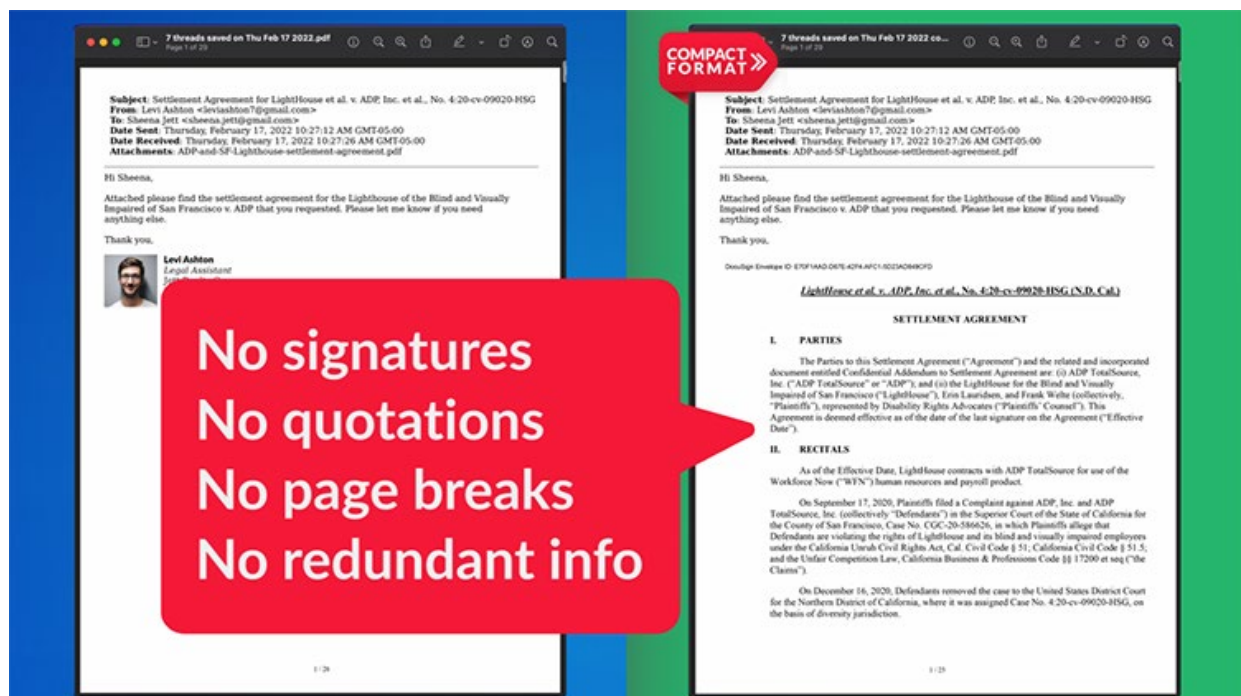 7 threads saved on Thu Feb 17 2022.pdf
Page 1 of 29
Subject: Settlement Agreement for LightHouse et al. v. ADP, Inc. et al., No. 4:20-cv-09020-HSG
From: Levi Ashton <leviashton7@gmail.com>
To: Sheena Jett <sheena.jett@gmail.com>
Date Sent: Thursday, February 17, 2022 10:27:12 AM GMT-05:00
Date Received: Thursday, February 17, 2022 10:27:26 AM GMT-05:00
Attachments: ADP-and-SF-Lighthouse-settlement-agreement.pdf
Hi Sheena,
Attached please find the settlement agreement for the Lighthouse of the Blind and Visually
Impaired of San Francisco v. ADP that you requested. Please let me know if you need
anything else.
Thank you,
Levi Ashton
Legal Assistant
No signatures
No quotations
No page breaks
No redundant info
1 / 28
COMPACT
FORMAT
7 threads saved on Thu Feb 17 2022 co...
Page 1 of 29
Subject: Settlement Agreement for LightHouse et al. v. ADP, Inc. et al., No. 4:20-cv-09020-HSG
From: Levi Ashton <leviashton7@gmail.com>
To: Sheena Jett <sheena.jett@gmail.com>
Date Sent: Thursday, February 17, 2022 10:27:12 AM GMT-05:00
Date Received: Thursday, February 17, 2022 10:27:26 AM GMT-05:00
Attachments: ADP-and-SF-Lighthouse-settlement-agreement.pdf
Hi Sheena,
Attached please find the settlement agreement for the Lighthouse of the Blind and Visually
Impaired of San Francisco v. ADP that you requested. Please let me know if you need
anything else.
Thank you,
DocuSign Envelope ID:
LightHouse et al. v. ADP, Inc. et al., No. 4:20-cv-09020-HSG (N.D. Cal.)
SETTLEMENT AGREEMENT
I. PARTIES
The Parties to this Settlement Agreement (“Agreement”) and the related and incorporated
document entitled Confidential Addendum to Settlement Agreement are: (i) ADP TotalSource,
Inc. (“ADP TotalSource” or “ADP”); and (ii) the LightHouse for the Blind and Visually
Impaired of San Francisco (“LightHouse”), Erin Lauridsen, and Frank Welte (collectively,
“Plaintiffs”), represented by Disability Rights Advocates (“Plaintiffs’ Counsel”). This
Agreement is deemed effective as of the date of the last signature on the Agreement (“Effective
Date”).
II. RECITALS
As of the Effective Date, LightHouse contracts with ADP TotalSource for use of the
Workforce Now (“WFN”) human resources and payroll product.
On September 17, 2020, Plaintiffs filed a Complaint against ADP, Inc. and ADP
TotalSource, Inc. (collectively “Defendants”) in the Superior Court of the State of California for
the County of San Francisco, Case No. CGC-20-586626, in which Plaintiffs allege that
Defendants are violating the rights of LightHouse and its blind and visually impaired employees
under the California Unruh Civil Rights Act, Cal. Civil Code § 51; California Civil Code § 51.5;
and the Unfair Competition Law, California Business & Professions Code §§ 17200 et seq (“the
Claims”).
On December 16, 2020, Defendants removed the case to the United States District Court
for the Northern District of California, where it was assigned Case No. 4:20-cv-09020-HSG, on
the basis of diversity jurisdiction.
1 / 25